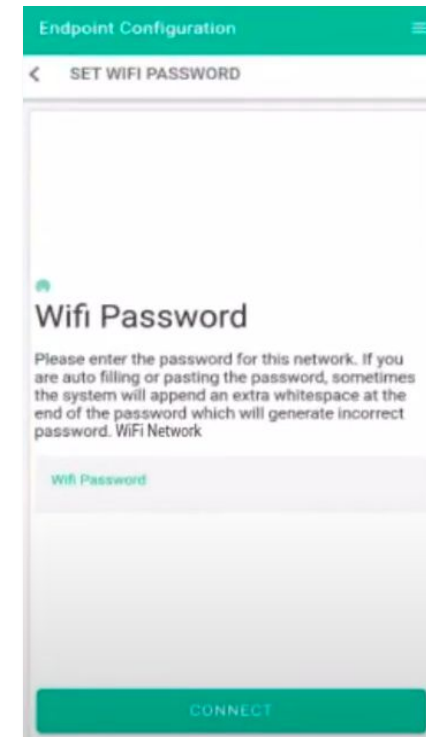 Endpoint Configuration
SET WIFI PASSWORD
Wifi Password
Please enter the password for this network. If you
are auto filling or pasting the password, sometimes
the system will append an extra whitespace at the
end of the password which will generate incorrect
password. WiFi Network
Wifi Password
CONNECT